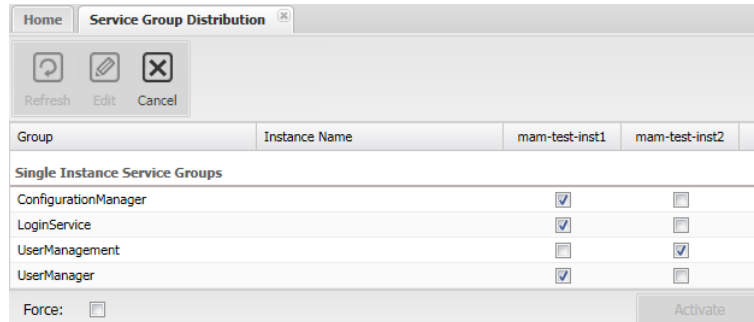 Home Service Group Distribution
Refresh Edit Cancel
Group Instance Name mam-test-inst1 mam-test-inst2
Single Instance Service Groups
ConfigurationManager
LoginService
UserManagement
UserManager
Force: Activate